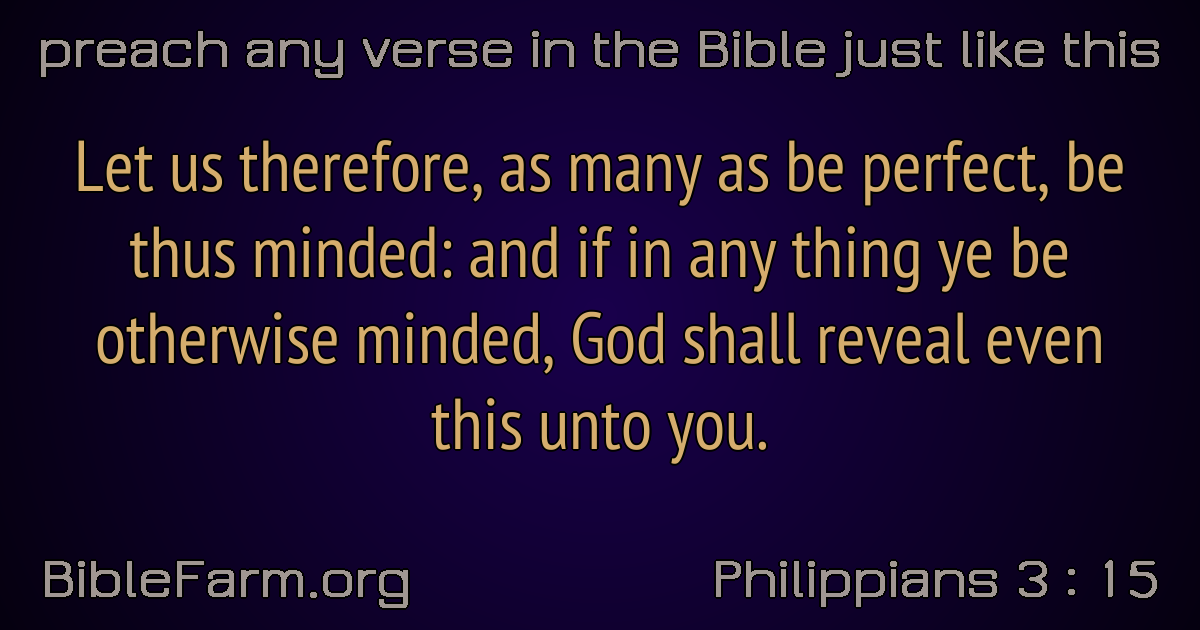 preach any verse in the Bible just like this
Let us therefore, as many as be perfect, be
thus minded: and if in any thing ye be
otherwise minded, God shall reveal even
this unto you.
BibleFarm.org
Philippians 3 : 15